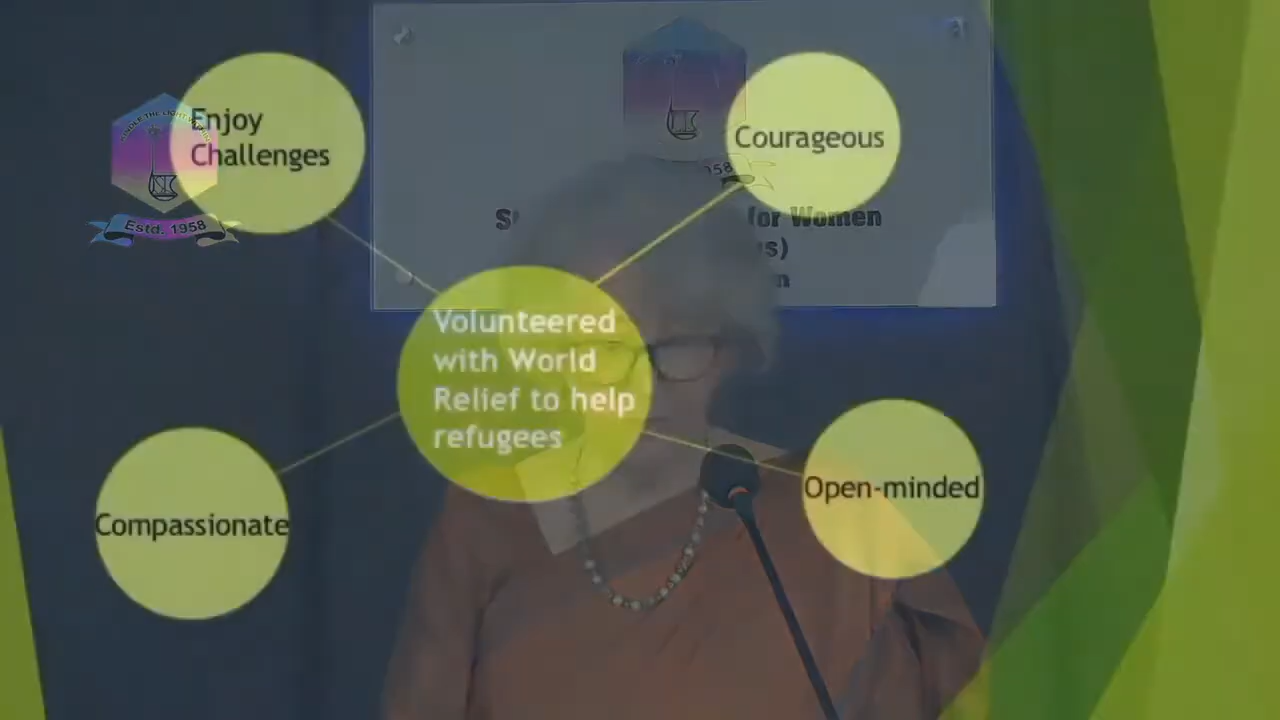 Enjoy
Challenges
Courageous
Estd. 1958
for Women
Volunteered
with World
Relief to help
refugees
Open-minded
Compassionate